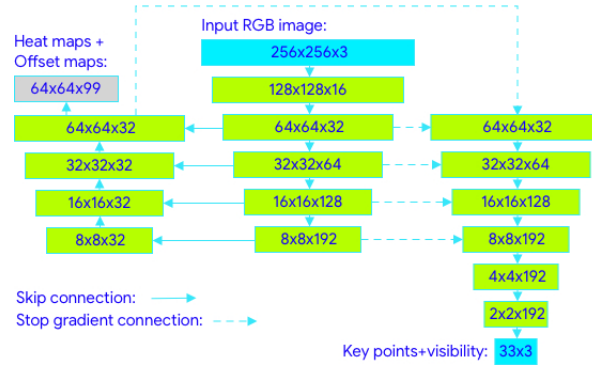 Input RGB image:
256x256x3
128x128x16
64x64x32
32x32x64
16x16x128
8x8x192
Heat maps +
Offset maps:
64x64x99
64x64x32
32x32x32
16x16x32
8x8x32
64x64x32
32x32x64
16x16x128
8x8x192
4x4x192
2x2x192
Key points+visibility:
33x3
Skip connection:
Stop gradient connection: